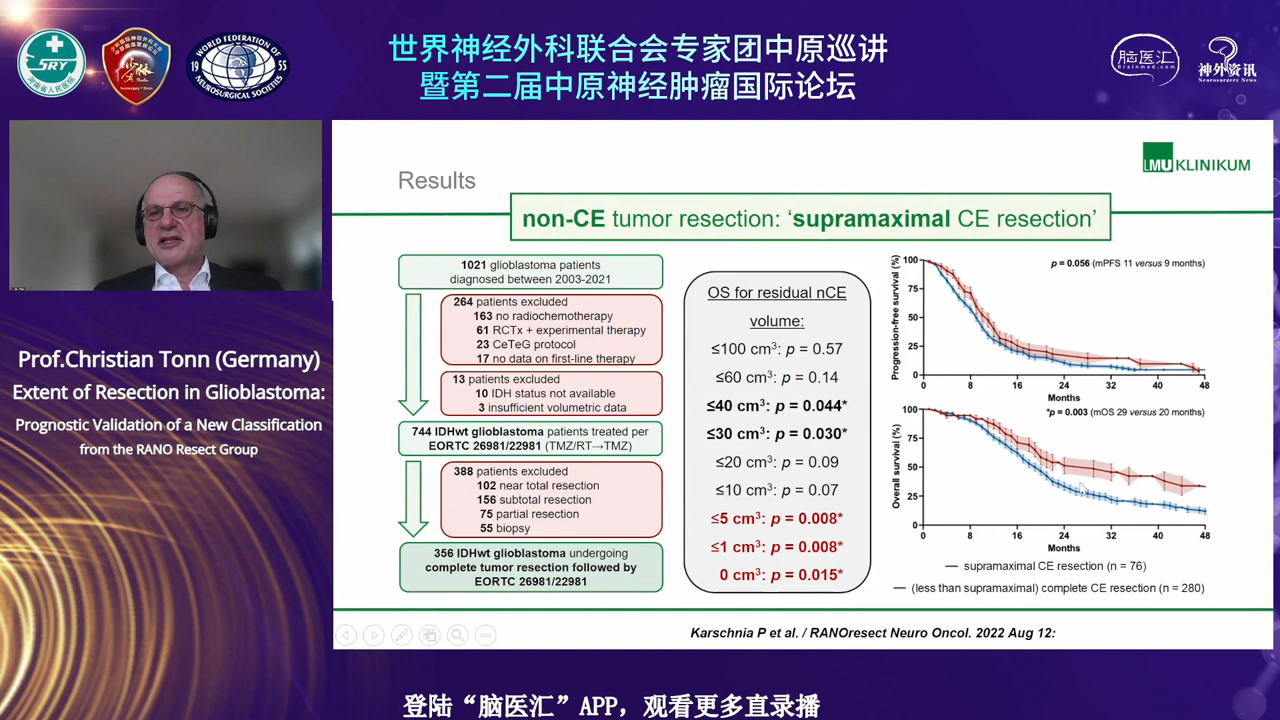 世界神经外科联合会专家团中原巡讲
暨第二届中原神经肿瘤国际论坛
SRY
WORLD FEDERATION OF
19 55
NEUROSURGICAL SOCIETIES
脑医汇
Brainmed.com
神外资讯
Neurosurgery News
Prof.Christian Tonn (Germany)
Extent of Resection in Glioblastoma:
Prognostic Validation of a New Classification
from the RANO Resect Group
LMU KLINIKUM
Results
non-CE tumor resection: ‘supramaximal CE resection’
1021 glioblastoma patients
diagnosed between 2003-2021
264 patients excluded
163 no radiochemotherapy
61 RCTx + experimental therapy
23 CeTeG protocol
17 no data on first-line therapy
13 patients excluded
10 IDH status not available
3 insufficient volumetric data
744 IDHwt glioblastoma patients treated per
EORTC 26981/22981 (TMZ/RT→TMZ)
388 patients excluded
102 near total resection
156 subtotal resection
75 partial resection
55 biopsy
356 IDHwt glioblastoma undergoing
complete tumor resection followed by
EORTC 26981/22981
OS for residual nCE
volume:
≤100 cm³: p = 0.57
≤60 cm³: p = 0.14
≤40 cm³: p = 0.044*
≤30 cm³: p = 0.030*
≤20 cm³: p = 0.09
≤10 cm³: p = 0.07
≤5 cm³: p = 0.008*
≤1 cm³: p = 0.008*
0 cm³: p = 0.015*
Progression-free survival (%)
100
75
50
25
0
p = 0.056 (mPFS 11 versus 9 months)
0 8 16 24 32 40 48
Months
Overall survival (%)
100
75
50
25
0
*p = 0.003 (mOS 29 versus 20 months)
0 8 16 24 32 40 48
Months
supramaximal CE resection (n = 76)
(less than supramaximal) complete CE resection (n = 280)
Karschnia P et al. / RANOresect Neuro Oncol. 2022 Aug 12:
登陆“脑医汇”APP，观看更多直录播